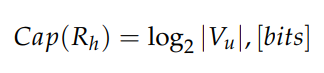 Cap(R_h) = log_2 |V_u|, [bits]